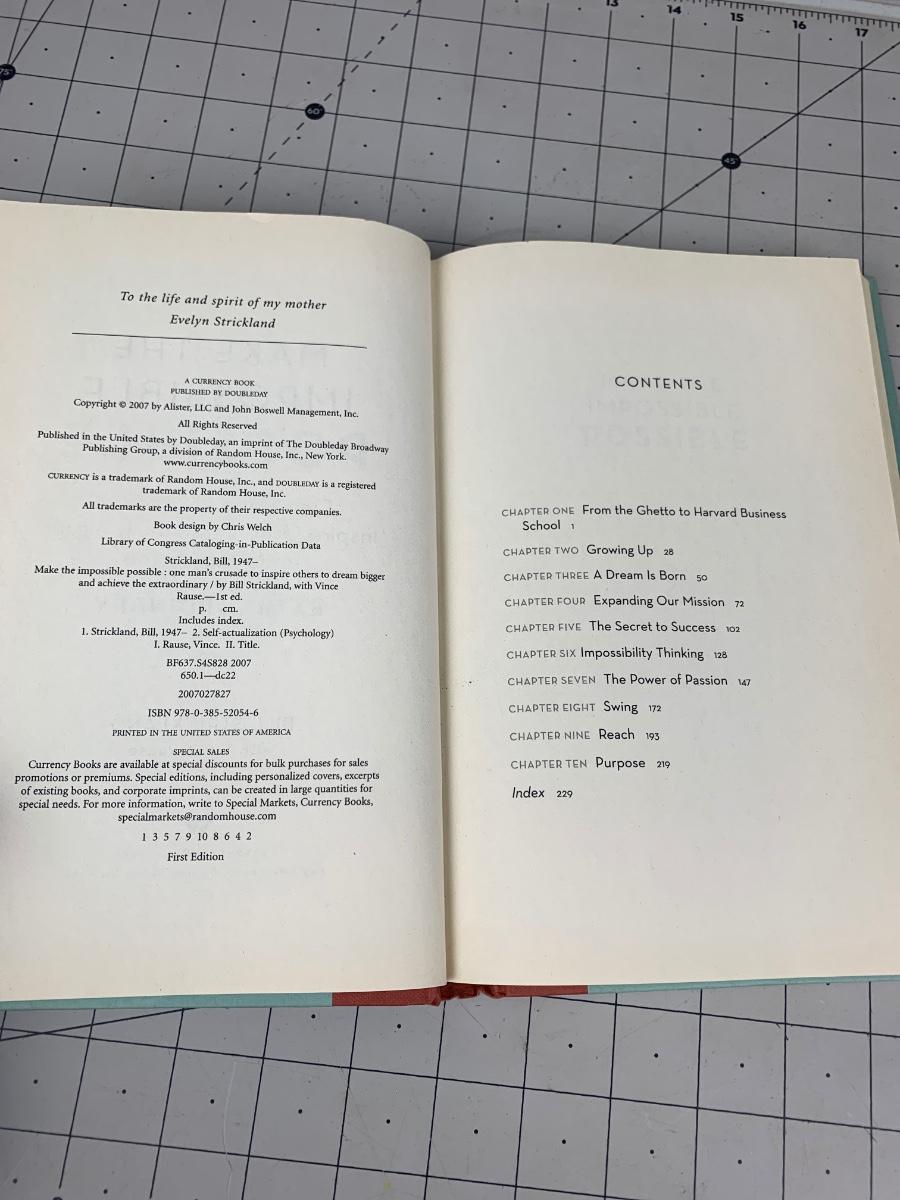 13 14 15 16 17
75°
60°
45°
To the life and spirit of my mother
Evelyn Strickland
A CURRENCY BOOK
PUBLISHED BY DOUBLEDAY
Copyright © 2007 by Alister, LLC and John Boswell Management, Inc.
All Rights Reserved
Published in the United States by Doubleday, an imprint of The Doubleday Broadway
Publishing Group, a division of Random House, Inc., New York.
www.currencybooks.com
CURRENCY is a trademark of Random House, Inc., and DOUBLEDAY is a registered
trademark of Random House, Inc.
All trademarks are the property of their respective companies.
Book design by Chris Welch
Library of Congress Cataloging-in-Publication Data
Strickland, Bill, 1947–
Make the impossible possible : one man's crusade to inspire others to dream bigger
and achieve the extraordinary / by Bill Strickland, with Vince
Rause.—1st ed.
p. cm.
Includes index.
1. Strickland, Bill, 1947– 2. Self-actualization (Psychology)
I. Rause, Vince. II. Title.
BF637.S4S828 2007
650.1—dc22
2007027827
ISBN 978-0-385-52054-6
PRINTED IN THE UNITED STATES OF AMERICA
SPECIAL SALES
Currency Books are available at special discounts for bulk purchases for sales
promotions or premiums. Special editions, including personalized covers, excerpts
of existing books, and corporate imprints, can be created in large quantities for
special needs. For more information, write to Special Markets, Currency Books,
specialmarkets@randomhouse.com
1 3 5 7 9 10 8 6 4 2
First Edition
CONTENTS
CHAPTER ONE From the Ghetto to Harvard Business
School 1
CHAPTER TWO Growing Up 28
CHAPTER THREE A Dream Is Born 50
CHAPTER FOUR Expanding Our Mission 72
CHAPTER FIVE The Secret to Success 102
CHAPTER SIX Impossibility Thinking 128
CHAPTER SEVEN The Power of Passion 147
CHAPTER EIGHT Swing 172
CHAPTER NINE Reach 193
CHAPTER TEN Purpose 219
Index 229